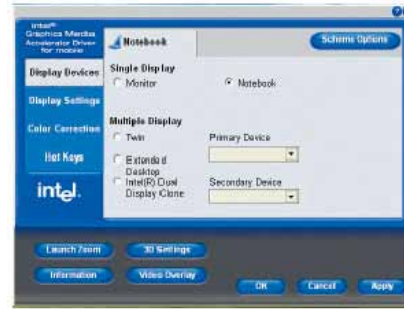 intel®
Graphics Media
Accelerator Driver
for mobile
Notebook
Scheme Options
Display Devices
Display Settings
Color Correction
Hot Keys
intel.
Single Display
Monitor
Notebook
Multiple Display
Twin
Primary Device
Extended
Desktop
Intel(R) Dual
Display Clone
Secondary Device
Launch Zoom
3D Settings
Information
Video Overlay
OK
Cancel
Apply